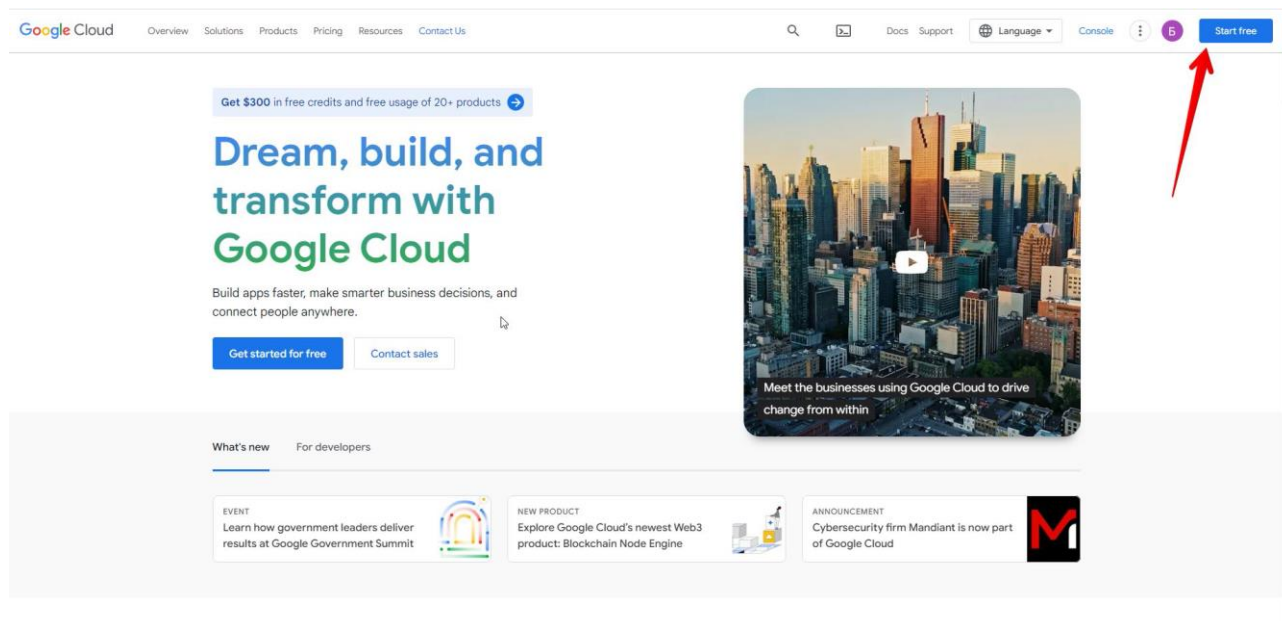 Google Cloud Overview Solutions Products Pricing Resources Contact Us Docs Support Language Console Б Start free
Get $300 in free credits and free usage of 20+ products
Dream, build, and
transform with
Google Cloud
Build apps faster, make smarter business decisions, and
connect people anywhere.
Get started for free Contact sales
Meet the businesses using Google Cloud to drive
change from within
What's new For developers
EVENT
Learn how government leaders deliver
results at Google Government Summit
NEW PRODUCT
Explore Google Cloud's newest Web3
product: Blockchain Node Engine
ANNOUNCEMENT
Cybersecurity firm Mandiant is now part
of Google Cloud